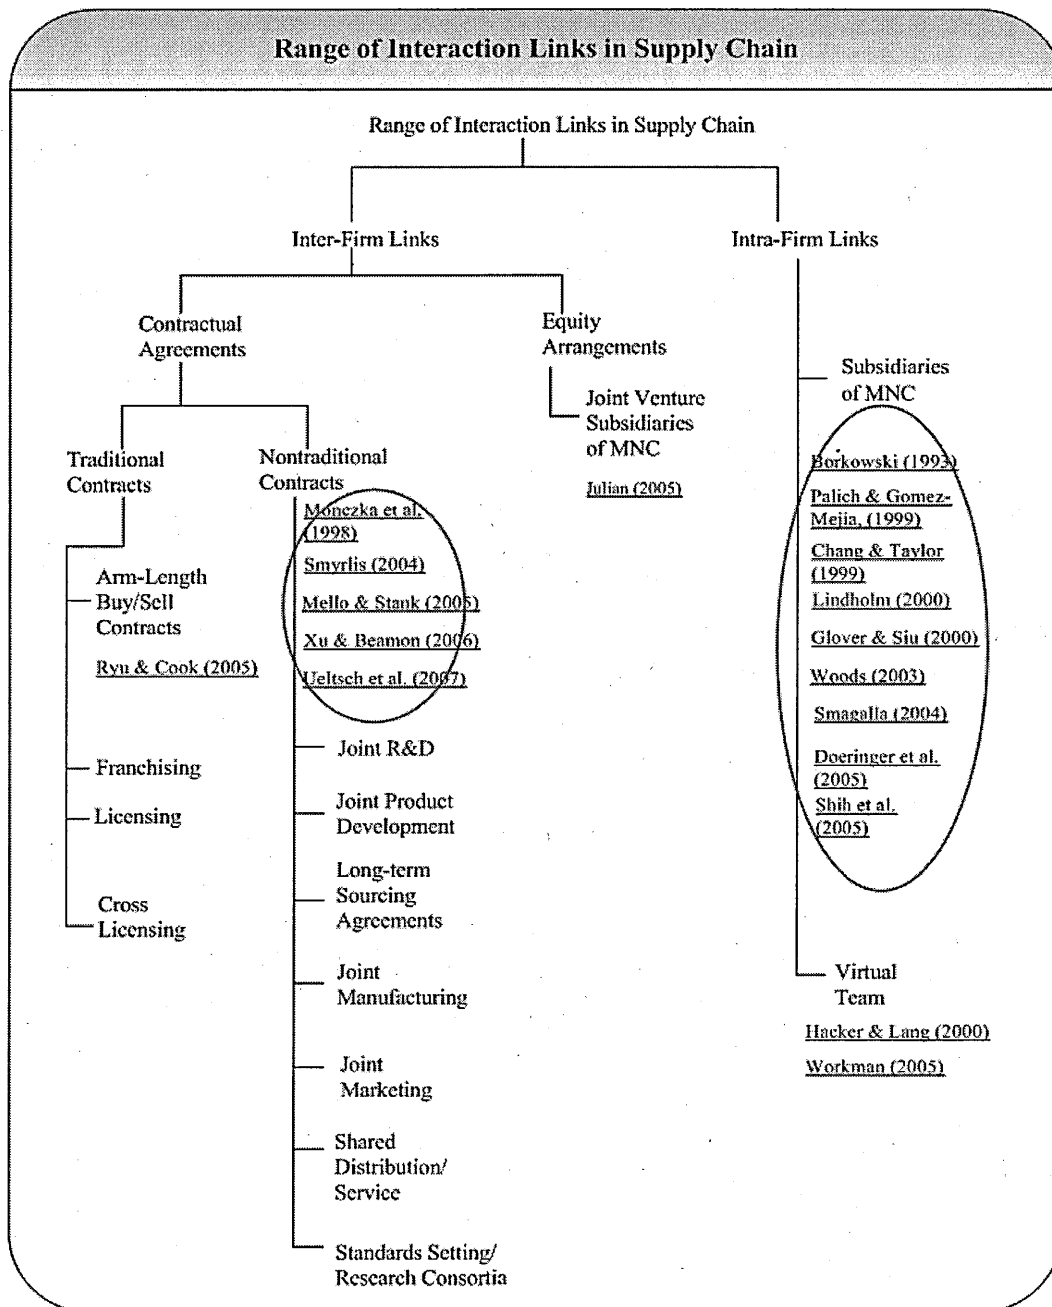 Range of Interaction Links in Supply Chain
Range of Interaction Links in Supply Chain
Inter-Firm Links
Intra-Firm Links
Contractual
Agreements
Equity
Arrangements
Subsidiaries
of MNC
Joint Venture
Subsidiaries
of MNC
Julian (2005)
Traditional
Contracts
Nontraditional
Contracts
Monczka et al.
(1998)
Smyrlis (2004)
Mello & Stank (2005)
Xu & Beamon (2006)
Ueltsch et al. (2007)
Borkowski (1993)
Palich & Gomez-
Mejia, (1999)
Chang & Taylor
(1999)
Lindholm (2000)
Glover & Siu (2000)
Woods (2003)
Smagalla (2004)
Doeringer et al.
(2005)
Shih et al.
(2005)
Arm-Length
Buy/Sell
Contracts
Ryu & Cook (2005)
Franchising
Licensing
Cross
Licensing
Joint R&D
Joint Product
Development
Long-term
Sourcing
Agreements
Joint
Manufacturing
Joint
Marketing
Shared
Distribution/
Service
Standards Setting/
Research Consortia
Virtual
Team
Hacker & Lang (2000)
Workman (2005)